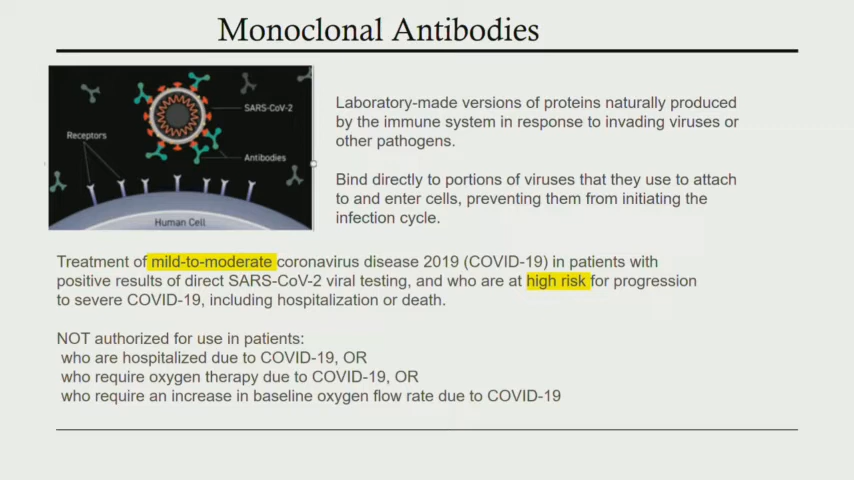 Monoclonal Antibodies
SARS-CoV-2
Receptors
Antibodies
Human Cell
Laboratory-made versions of proteins naturally produced
by the immune system in response to invading viruses or
other pathogens.
Bind directly to portions of viruses that they use to attach
to and enter cells, preventing them from initiating the
infection cycle.
Treatment of mild-to-moderate coronavirus disease 2019 (COVID-19) in patients with
positive results of direct SARS-CoV-2 viral testing, and who are at high risk for progression
to severe COVID-19, including hospitalization or death.
NOT authorized for use in patients:
who are hospitalized due to COVID-19, OR
who require oxygen therapy due to COVID-19, OR
who require an increase in baseline oxygen flow rate due to COVID-19